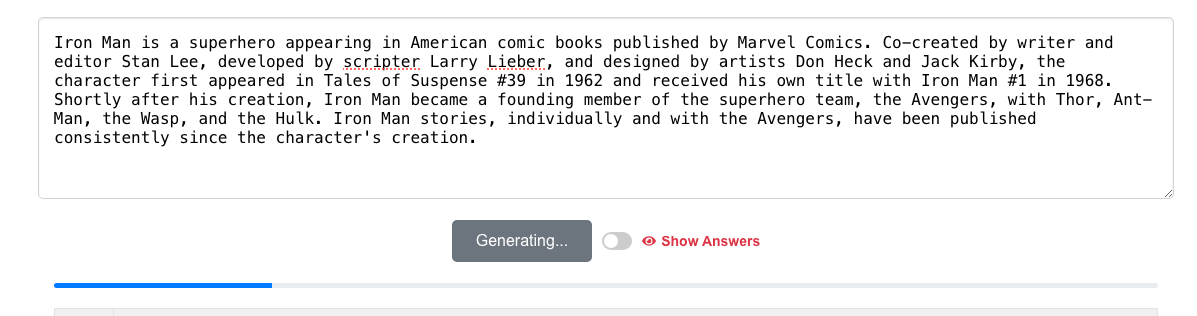 Iron Man is a superhero appearing in American comic books published by Marvel Comics. Co-created by writer and
editor Stan Lee, developed by scripter Larry Lieber, and designed by artists Don Heck and Jack Kirby, the
character first appeared in Tales of Suspense #39 in 1962 and received his own title with Iron Man #1 in 1968.
Shortly after his creation, Iron Man became a founding member of the superhero team, the Avengers, with Thor, Ant-
Man, the Wasp, and the Hulk. Iron Man stories, individually and with the Avengers, have been published
consistently since the character's creation.
Generating... Show Answers